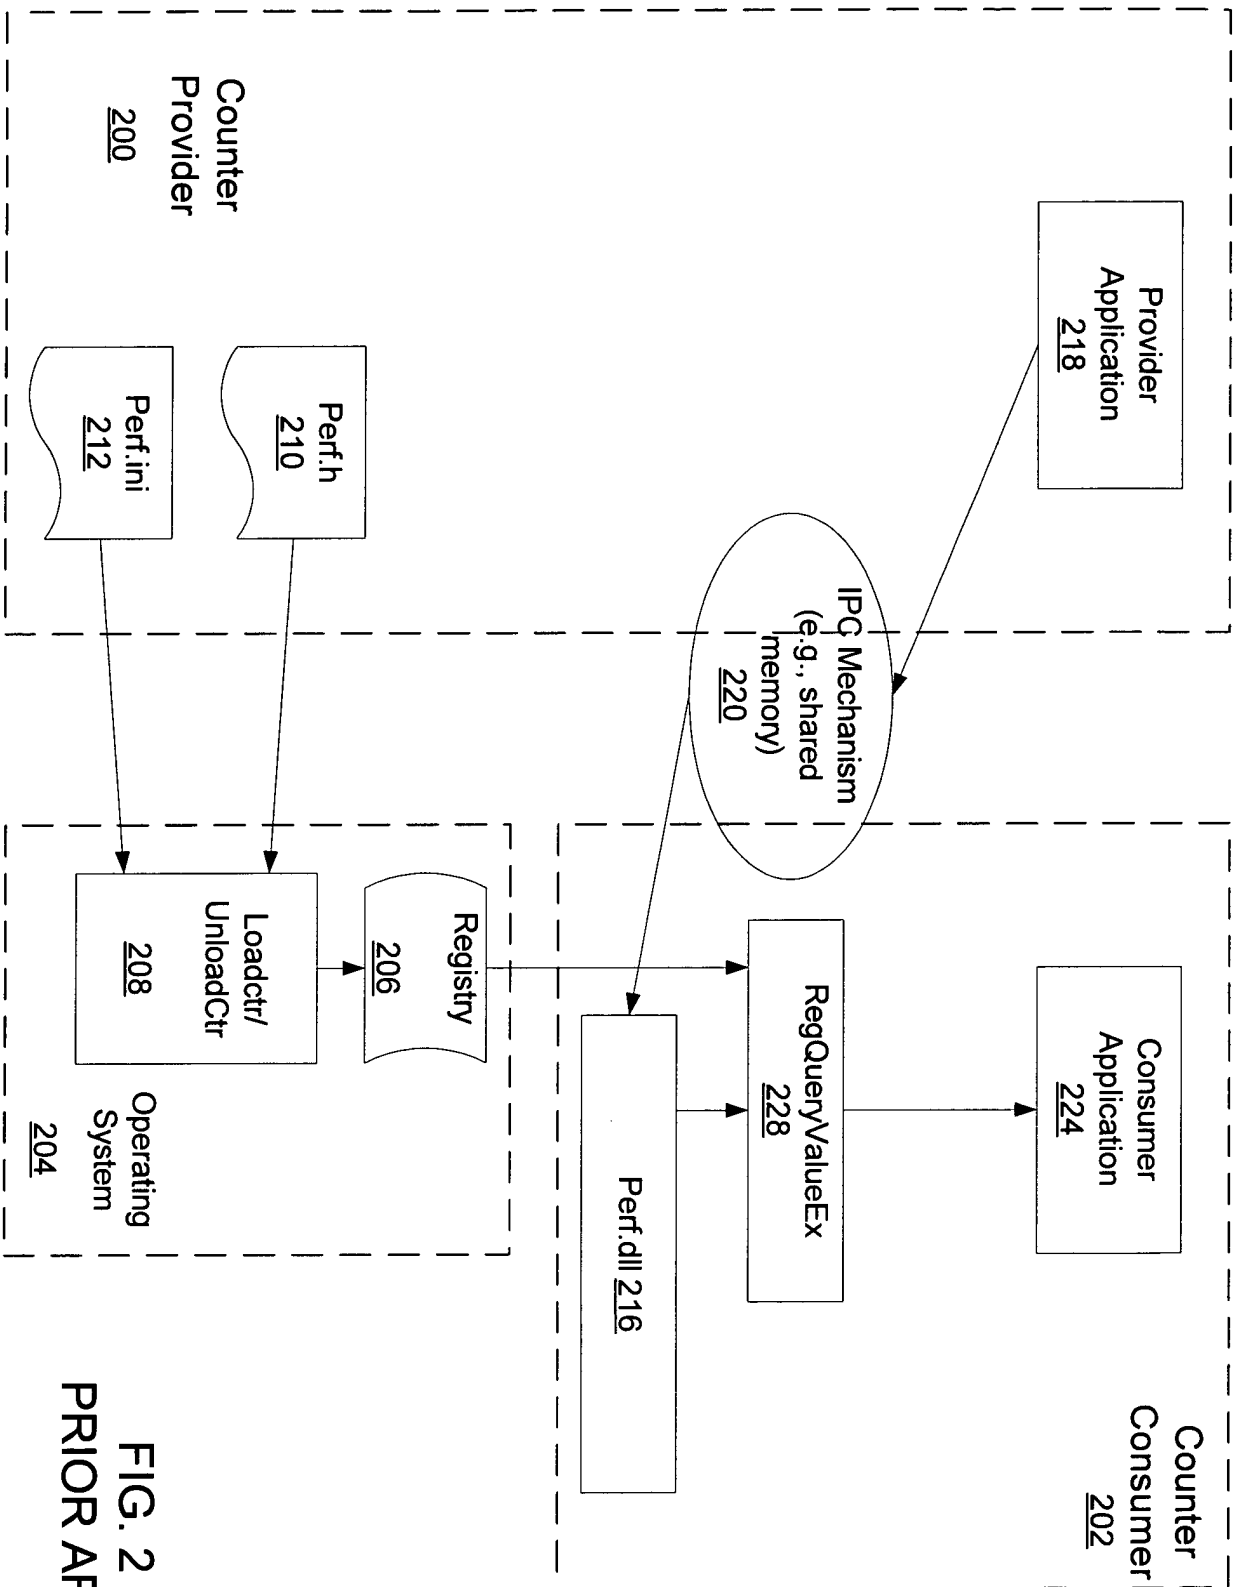 Provider
Application
218
Counter
Provider
200
Perf.h
210
Perf.ini
212
IPC Mechanism
(e.g., shared
memory)
220
Consumer
Application
224
Counter
Consumer
202
RegQueryValueEx
228
Perf.dll 216
Registry
206
Loadctr/
UnloadCtr
208
Operating
System
204
FIG. 2
PRIOR